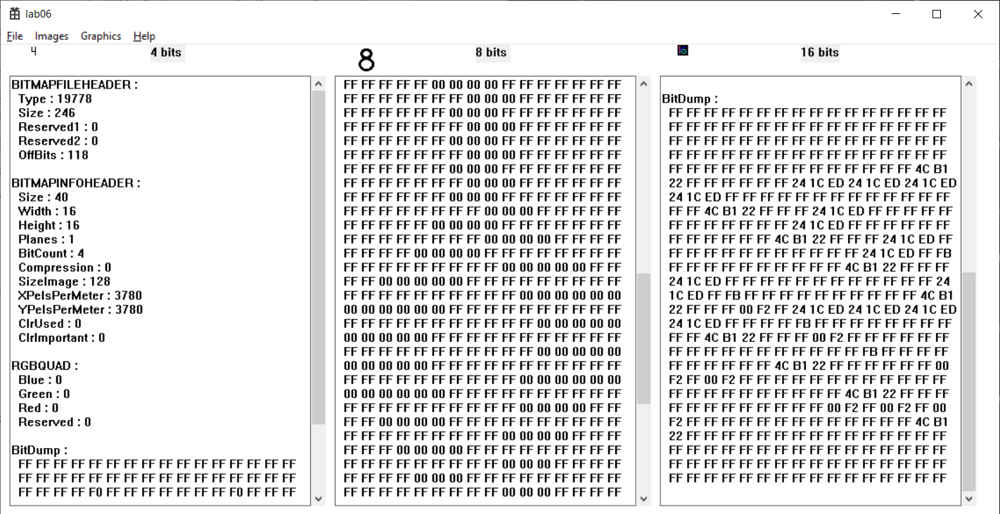 lab06
File Images Graphics Help
4
4 bits
8
8 bits
16
16 bits
BITMAPFILEHEADER :
Type : 19778
Size : 246
Reserved1 : 0
Reserved2 : 0
OffBits : 118
BITMAPINFOHEADER :
Size : 40
Width : 16
Height : 16
Planes : 1
BitCount : 4
Compression : 0
SizeImage : 128
XPelsPerMeter : 3780
YPelsPerMeter : 3780
ClrUsed : 0
ClrImportant : 0
RGBQUAD :
Blue : 0
Green : 0
Red : 0
Reserved : 0
BitDump :
FF FF FF FF FF FF FF FF FF FF FF FF FF FF FF FF
FF FF FF FF FF FF FF FF FF FF FF FF FF FF FF FF
FF FF FF FF F0 FF FF FF FF FF FF FF F0 FF FF FF
FF FF FF FF FF 00 00 00 00 FF FF FF FF FF FF FF
FF FF FF FF FF FF FF 00 00 00 FF FF FF FF FF FF
FF FF FF FF FF FF 00 00 00 FF FF FF FF FF FF FF
FF FF FF FF FF FF FF 00 00 00 FF FF FF FF FF FF
FF FF FF FF FF FF 00 00 00 FF FF FF FF FF FF FF
FF FF FF FF FF FF FF 00 00 00 FF FF FF FF FF FF
FF FF FF FF FF FF 00 00 00 FF FF FF FF FF FF FF
FF FF FF FF FF FF FF FF 00 00 FF FF FF FF FF FF
FF FF FF FF FF FF 00 00 00 FF FF FF FF FF FF FF
FF FF FF FF FF FF FF FF 00 00 00 FF FF FF FF FF
FF FF FF FF FF 00 00 00 00 FF FF FF FF FF FF FF
FF FF FF FF FF FF FF FF 00 00 00 00 FF FF FF FF
FF FF FF FF 00 00 00 00 FF FF FF FF FF FF FF FF
FF FF FF FF FF FF FF FF FF 00 00 00 00 00 FF FF
FF FF 00 00 00 00 00 FF FF FF FF FF FF FF FF FF
FF FF FF FF FF FF FF FF FF FF 00 00 00 00 00 00
00 00 00 00 00 00 FF FF FF FF FF FF FF FF FF FF
FF FF FF FF FF FF FF FF FF FF FF 00 00 00 00 00
00 00 00 00 00 00 FF FF FF FF FF FF FF FF FF FF
FF FF FF FF FF FF FF FF FF FF FF 00 00 00 00 00
00 00 00 00 00 FF FF FF FF FF FF FF FF FF FF FF
FF FF FF FF FF FF FF FF FF FF 00 00 00 00 00 00
00 00 00 00 00 00 FF FF FF FF FF FF FF FF FF FF
FF FF FF FF FF FF FF FF FF FF 00 00 00 00 FF FF
FF FF 00 00 00 00 FF FF FF FF FF FF FF FF FF FF
FF FF FF FF FF FF FF FF FF 00 00 00 00 FF FF FF
FF FF FF 00 00 00 00 FF FF FF FF FF FF FF FF FF
FF FF FF FF FF FF FF FF FF 00 00 00 FF FF FF FF
FF FF FF FF 00 00 00 FF FF FF FF FF FF FF FF FF
FF FF FF FF FF FF FF FF FF 00 00 00 FF FF FF FF
BitDump :
FF FF FF FF FF FF FF FF FF FF FF FF FF FF FF FF
FF FF FF FF FF FF FF FF FF FF FF FF FF FF FF FF
FF FF FF FF FF FF FF FF FF FF FF FF FF FF FF FF
FF FF FF FF FF FF FF FF FF FF FF FF FF FF FF FF
FF FF FF FF FF FF FF FF FF FF FF FF FF FF 4C B1
22 FF FF FF FF FF FF 24 1C ED 24 1C ED 24 1C ED
24 1C ED FF FF FF FF FF FF FF FF FF FF FF FF FF
FF FF 4C B1 22 FF FF FF 24 1C ED FF FF FF FF FF
FF FF FF FF FF FF FF 24 1C ED FF FF FF FF FF FF
FF FF FF FF FF FF 4C B1 22 FF FF FF 24 1C ED FF
FF FF FF FF FF FF FF FF FF FF FF 24 1C ED FF FB
FF FF FF FF FF FF FF FF FF FF 4C B1 22 FF FF FF
24 1C ED FF FF FF FF FF FF FF FF FF FF FF FF 24
1C ED FF FB FF FF FF FF FF FF FF FF FF FF 4C B1
22 FF FF FF 00 F2 FF 24 1C ED 24 1C ED 24 1C ED
24 1C ED FF FF FF FF FB FF FF FF FF FF FF FF FF
FF FF 4C B1 22 FF FF FF FF 00 F2 FF FF FF FF FF
FF FF FF FF FF FF FF FF FF FF FF FB FF FF FF FF
FF FF FF FF FF FF 4C B1 22 FF FF FF FF FF FF 00
F2 FF 00 F2 FF FF FF FF FF FF FF FF FF FF FF FF
FF FF FF FF FF FF FF FF FF FF 4C B1 22 FF FF FF
FF FF FF FF FF FF FF FF FF 00 F2 FF 00 F2 FF 00
F2 FF FF FF FF FF FF FF FF FF FF FF FF FF 4C B1
22 FF FF FF FF FF FF FF FF FF FF FF FF FF FF FF
FF FF FF FF FF FF FF FF FF FF FF FF FF FF FF FF
FF FF FF FF FF FF FF FF FF FF FF FF FF FF FF FF
FF FF FF FF FF FF FF FF FF FF FF FF FF FF FF FF